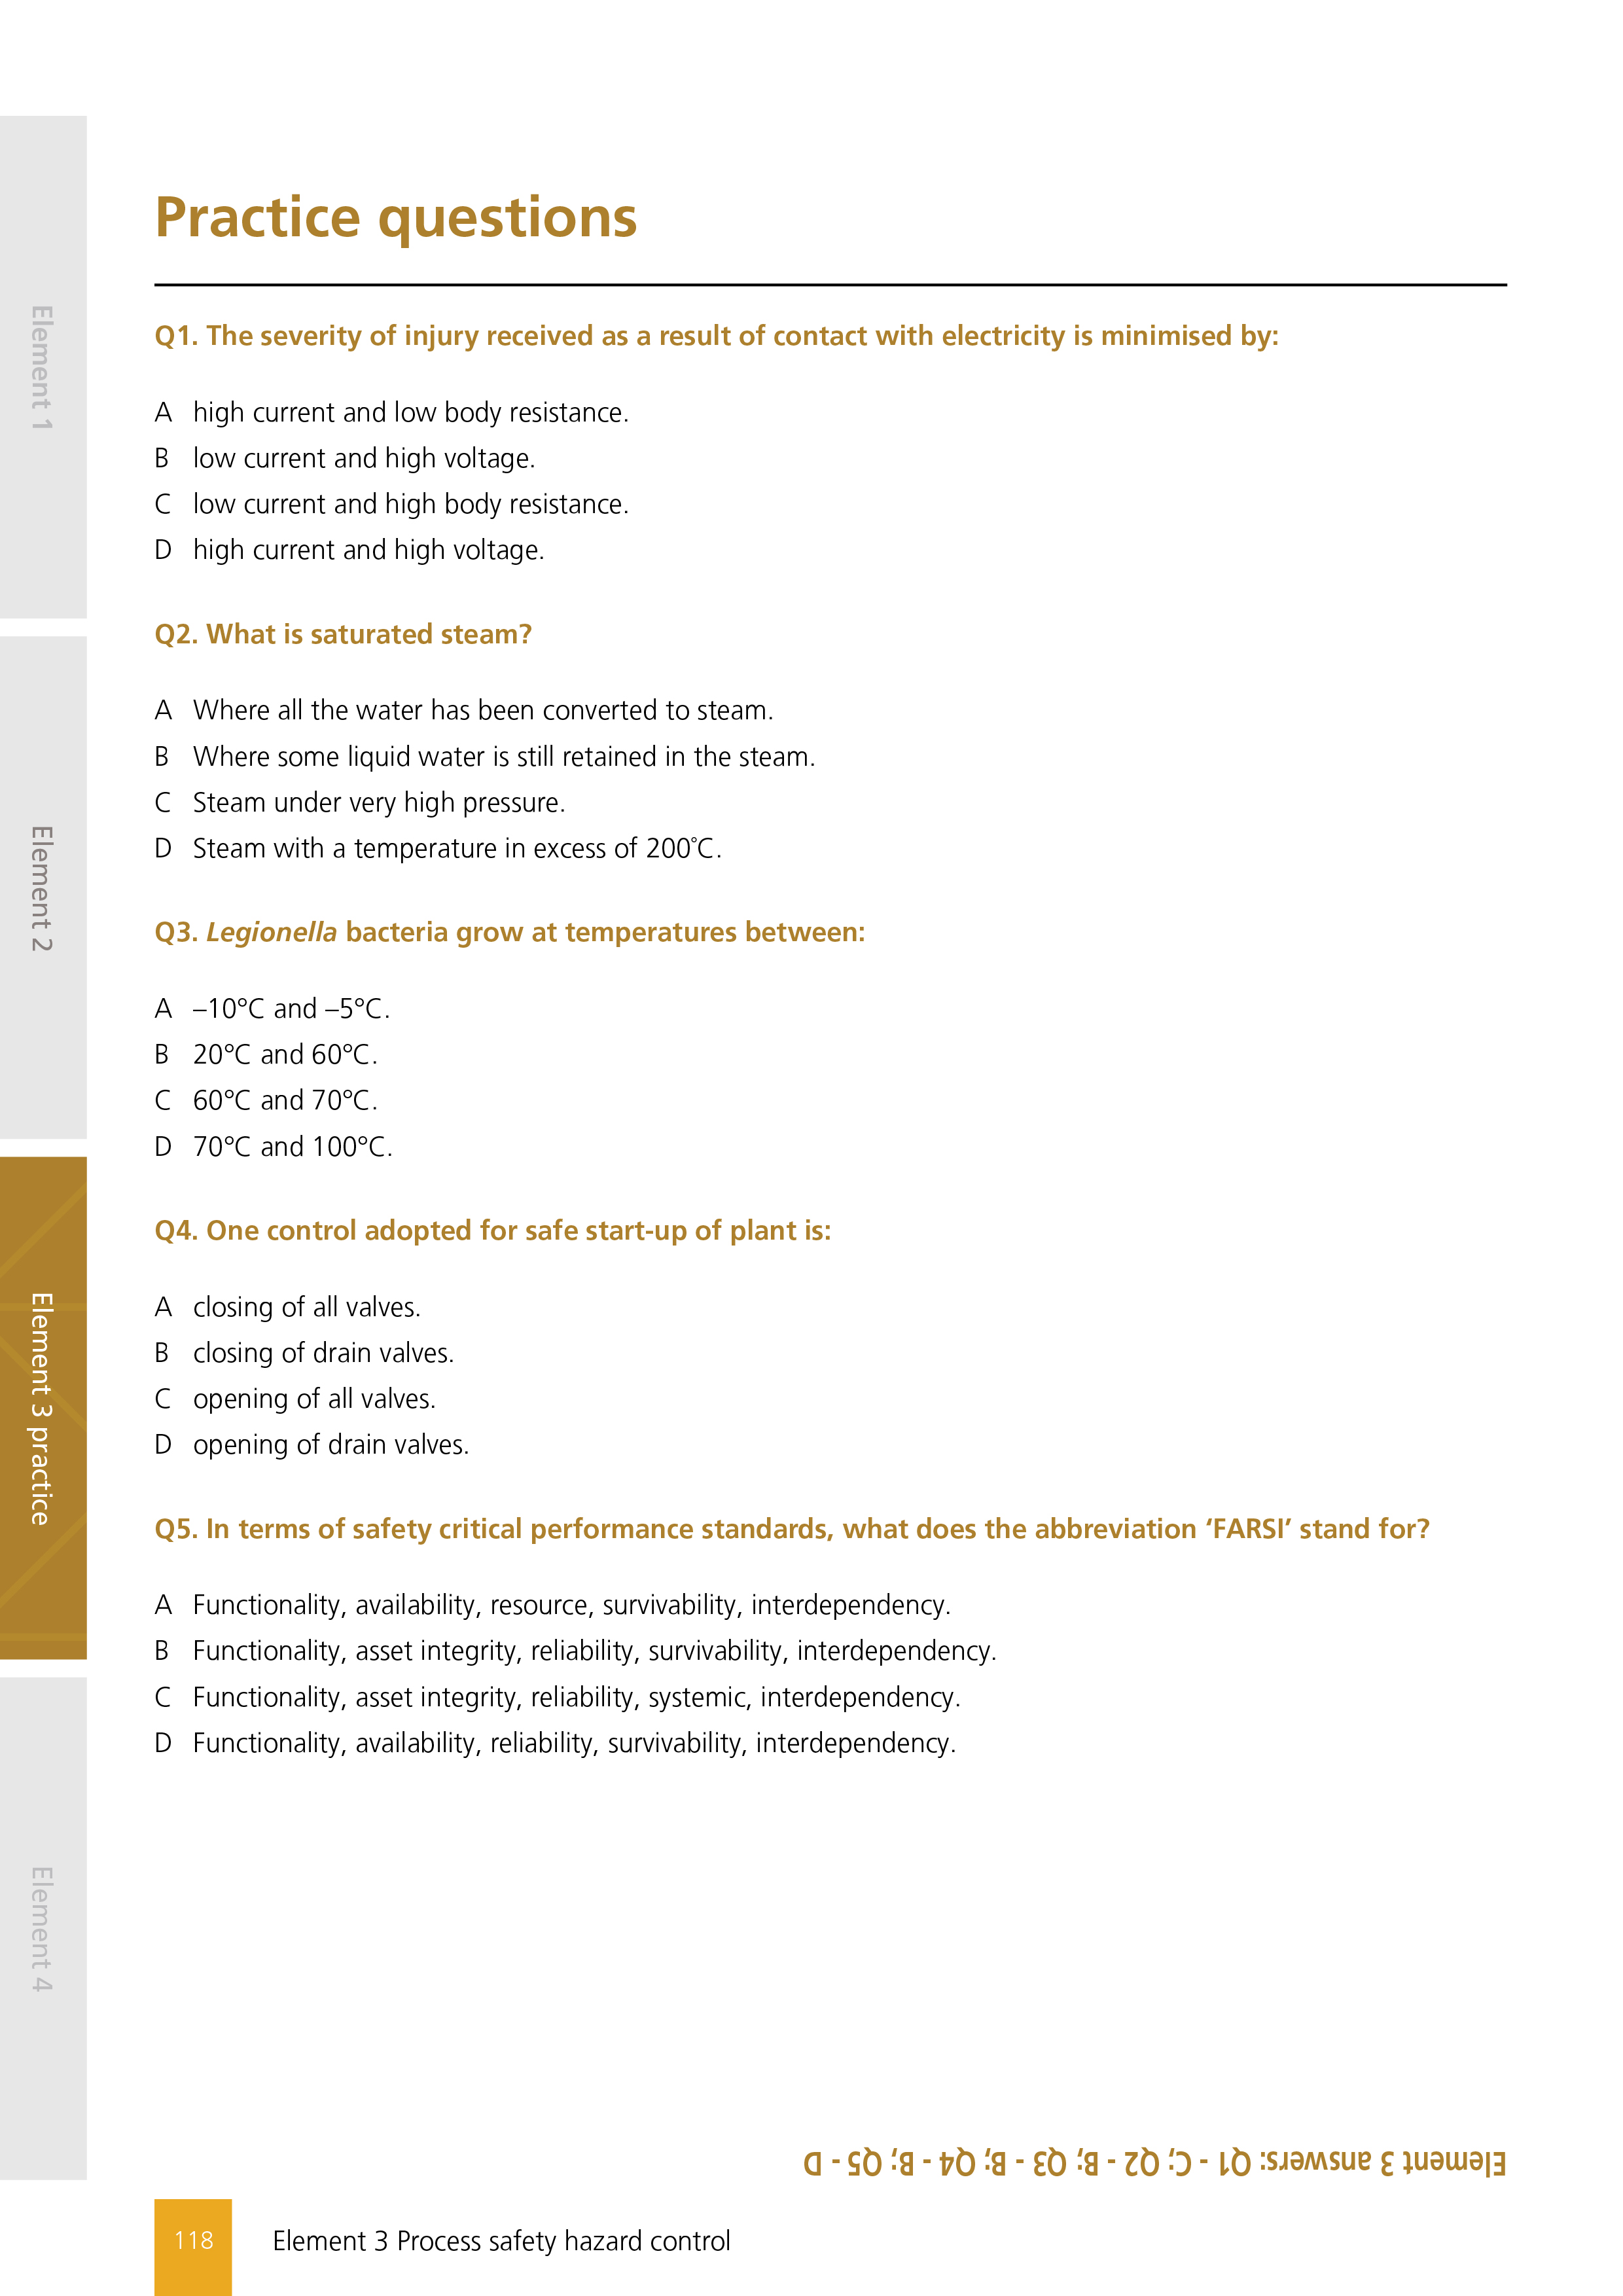 Practice questions
Q1. The severity of injury received as a result of contact with electricity is minimised by:
A high current and low body resistance.
B low current and high voltage.
C low current and high body resistance.
D high current and high voltage.
Q2. What is saturated steam?
A Where all the water has been converted to steam.
B Where some liquid water is still retained in the steam.
C Steam under very high pressure.
D Steam with a temperature in excess of 200°C.
Q3. Legionella bacteria grow at temperatures between:
A –10°C and –5°C.
B 20°C and 60°C.
C 60°C and 70°C.
D 70°C and 100°C.
Q4. One control adopted for safe start-up of plant is:
A closing of all valves.
B closing of drain valves.
C opening of all valves.
D opening of drain valves.
Q5. In terms of safety critical performance standards, what does the abbreviation ‘FARSI’ stand for?
A Functionality, availability, resource, survivability, interdependency.
B Functionality, asset integrity, reliability, survivability, interdependency.
C Functionality, asset integrity, reliability, systemic, interdependency.
D Functionality, availability, reliability, survivability, interdependency.
Element 3 answers: Q1 - C; Q2 - B; Q3 - B; Q4 - B; Q5 - D
118 Element 3 Process safety hazard control
Element 1
Element 2
Element 3 practice
Element 4